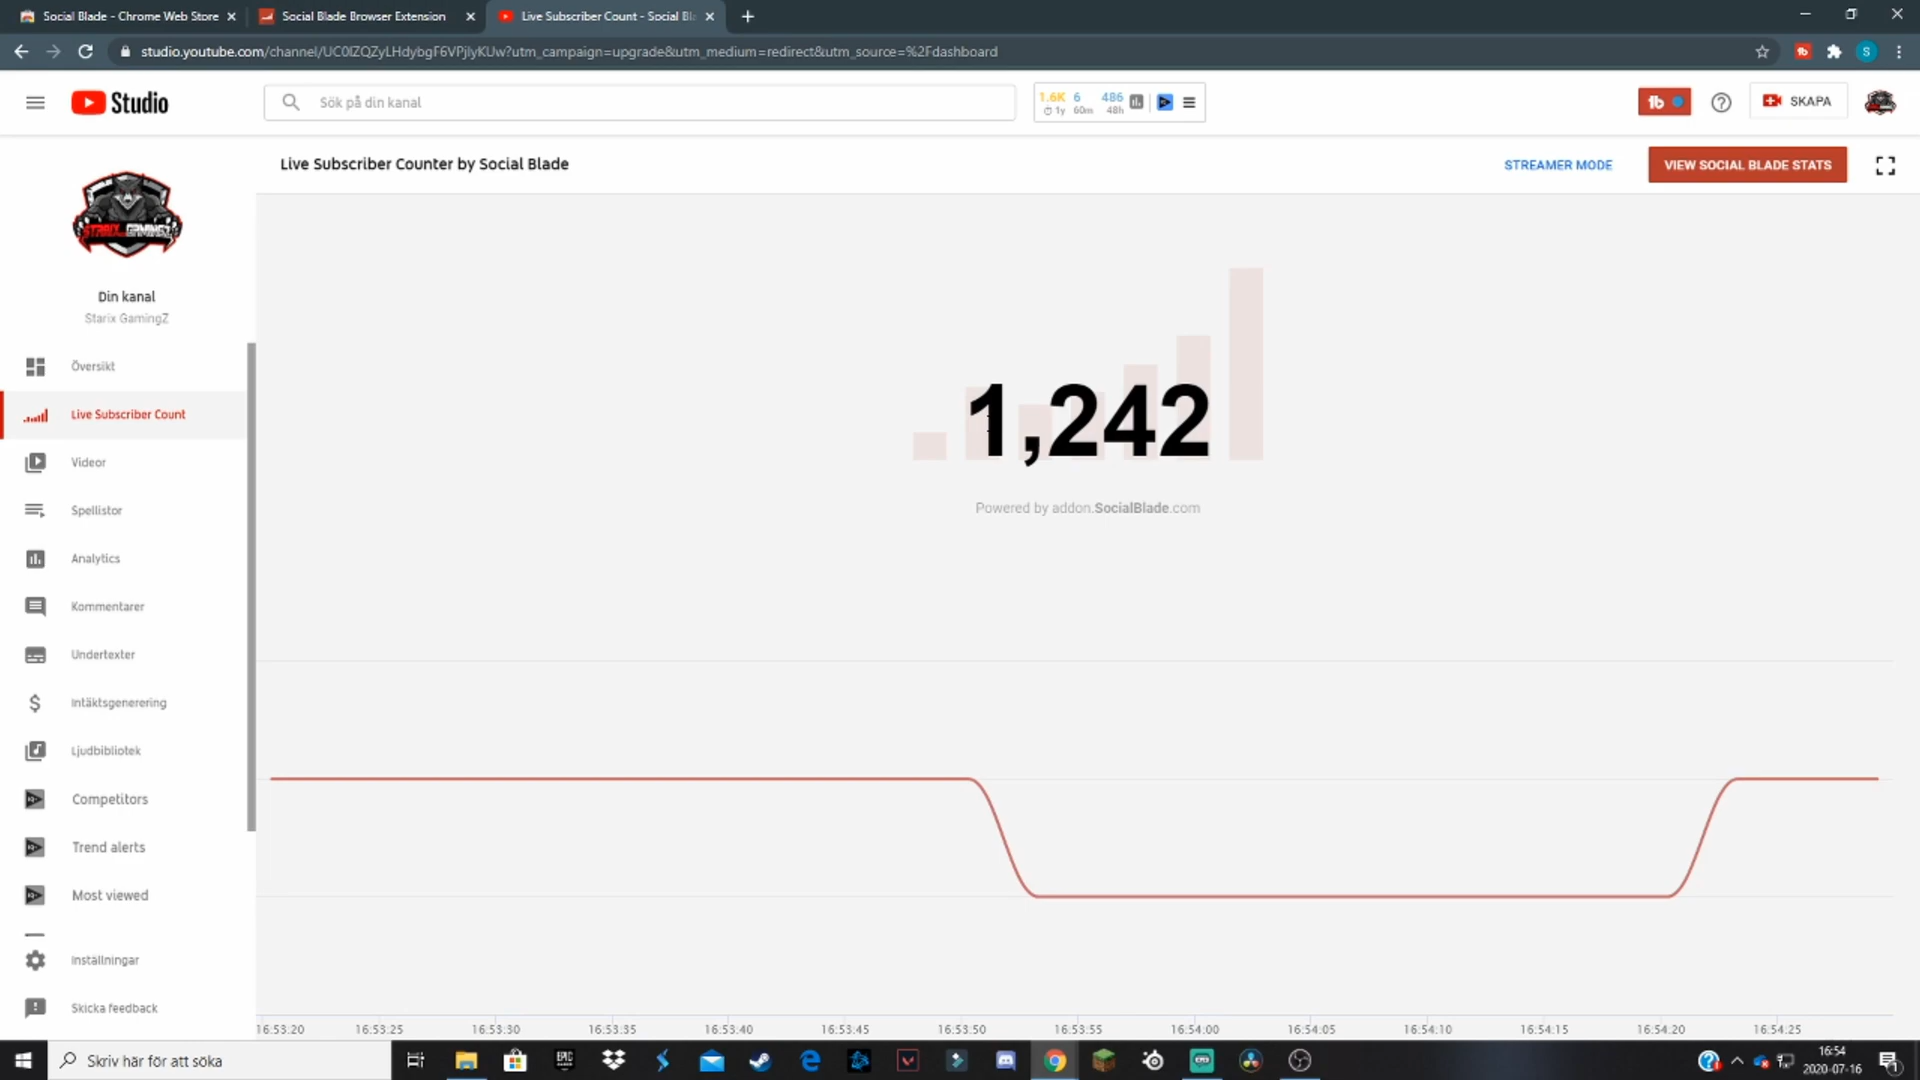 Social Blade - Chrome Web Store
Social Blade Browser Extension
Live Subscriber Count - Social Bl
studio.youtube.com/channel/UC0lZQZyLHdybgF6VPjlyKUw?utm_campaign=upgrade&utm_medium=redirect&utm_source=%2Fdashboard
S
Studio
Sök på din kanal
1.6K 6 486
1y 60m 48h
SKAPA
Live Subscriber Counter by Social Blade
STREAMER MODE
VIEW SOCIAL BLADE STATS
STARIX GAMINGZ
Din kanal
Starix GamingZ
Översikt
Live Subscriber Count
Videor
Spellistor
Analytics
Kommentarer
Undertexter
Intäktsgenerering
Ljudbibliotek
Competitors
Trend alerts
Most viewed
Inställningar
Skicka feedback
1,242
Powered by addon.SocialBlade.com
16:53:20 16:53:25 16:53:30 16:53:35 16:53:40 16:53:45 16:53:50 16:53:55 16:54:00 16:54:05 16:54:10 16:54:15 16:54:20 16:54:25
Skriv här för att söka
EPIC
16:54
2020-07-16
1